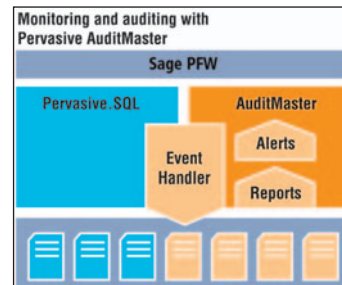 Monitoring and auditing with
Pervasive AuditMaster
Sage PFW
Pervasive.SQL
AuditMaster
Event
Handler
Alerts
Reports